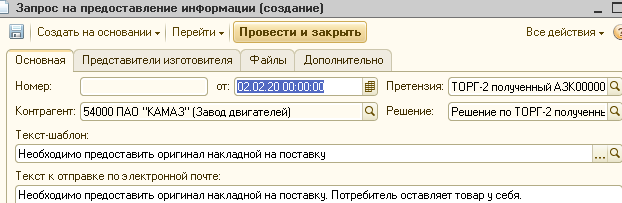 Запрос на предоставление информации (создание)
Создать на основании Перейти Провести и закрыть Все действия
Основная Представители изготовителя Файлы Дополнительно
Номер: от: 02.02.20 00:00:00 Претензия: ТОРГ-2 полученный АЗК00000
Контрагент: 54000 ПАО "КАМАЗ" (Завод двигателей) Решение: Решение по ТОРГ-2 полученны
Текст-шаблон:
Необходимо предоставить оригинал накладной на поставку ...
Текст к отправке по электронной почте:
Необходимо предоставить оригинал накладной на поставку. Потребитель оставляет товар у себя.